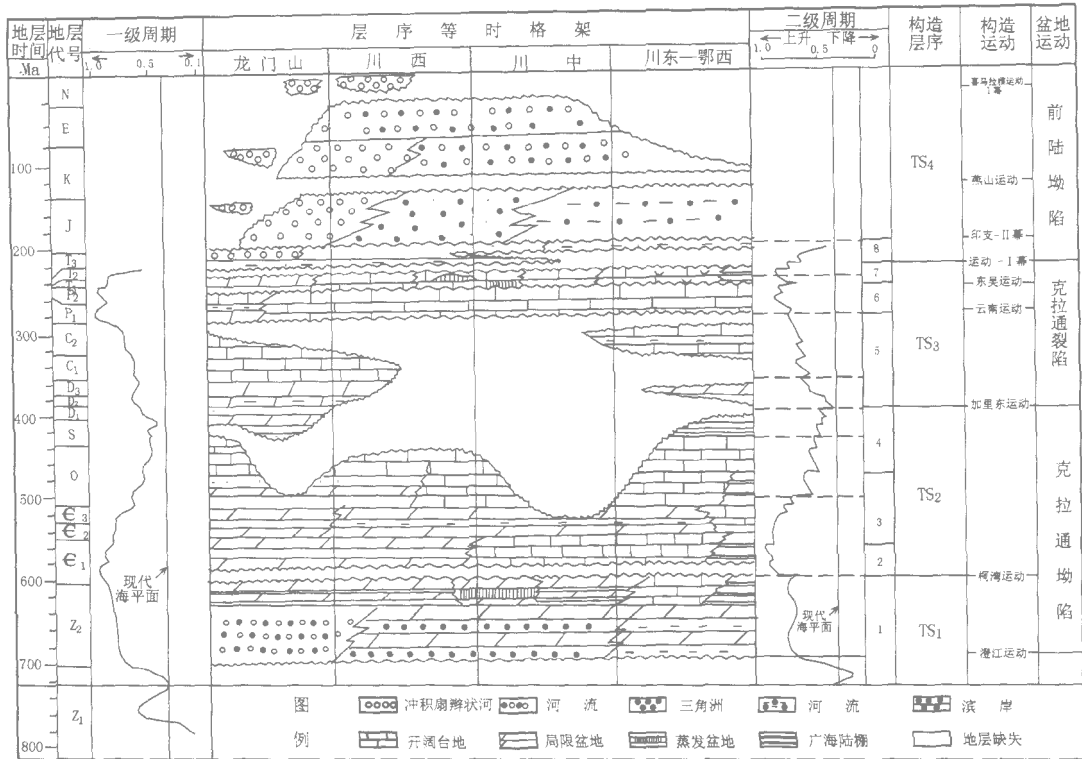 地层时间 Ma
地层代号
一级周期
1.0 0.5 0.1
层序等时格架
龙门山 川西 川中 川东—鄂西
二级周期
上升 下降
1.0 0.5 0
构造层序
构造运动
盆地运动
100
200
300
400
500
600
700
800
N
E
K
J
T3
T2
P2
P1
C2
C1
D3
D2
D1
S
O
Є3
Є2
Є1
Z2
Z1
现代海平面
现代海平面
8
7
6
5
4
3
2
1
TS4
TS3
TS2
TS1
喜马拉雅运动
I幕
燕山运动
印支-II幕
运动-I幕
东吴运动
云南运动
加里东运动
柯湾运动
澄江运动
前陆坳陷
克拉通裂陷
克拉通坳陷
图例
冲积扇辫状河 河流 三角洲 河流 滨岸
开阔台地 局限盆地 蒸发盆地 广海陆棚 地层缺失